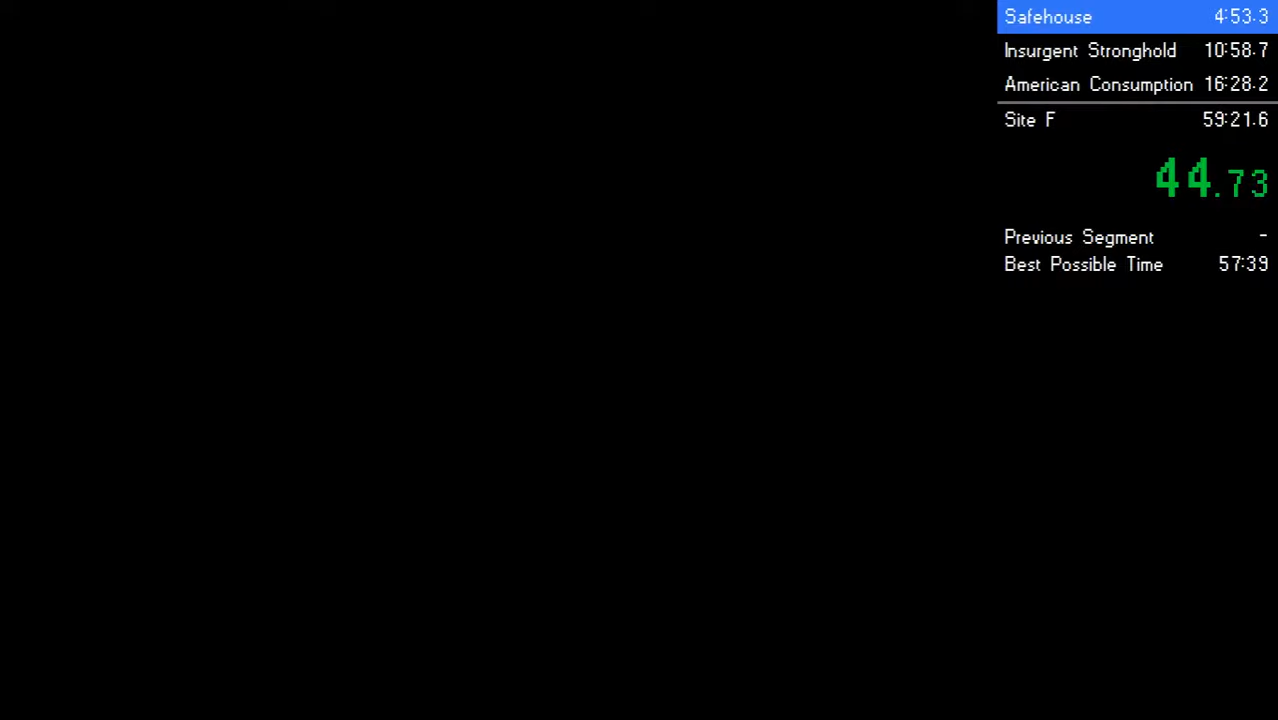 Safehouse 4:53.3
Insurgent Stronghold 10:58.7
American Consumption 16:28.2
Site F 59:21.6
44.73
Previous Segment -
Best Possible Time 57:39